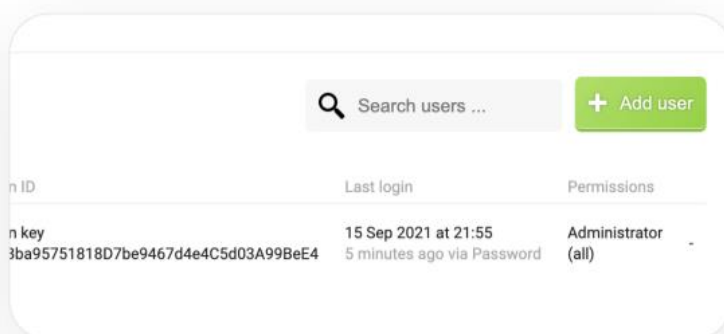 Search users ...
+ Add user
n ID Last login Permissions
n key 15 Sep 2021 at 21:55 Administrator
3ba95751818D7be9467d4e4C5d03A99BeE4 5 minutes ago via Password (all) -